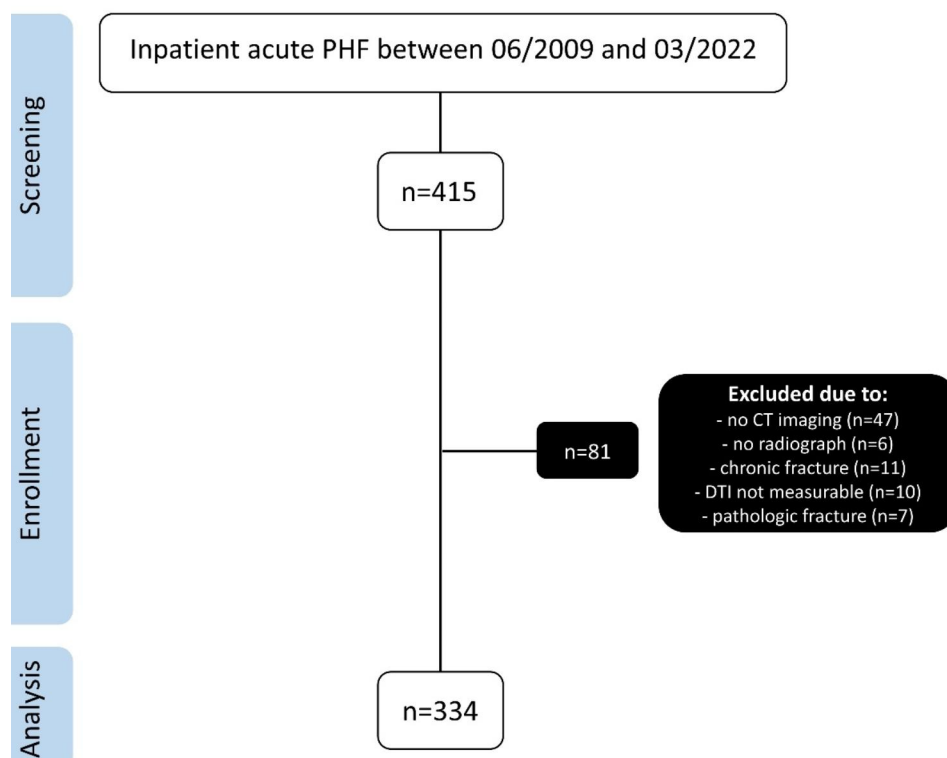 Screening
Inpatient acute PHF between 06/2009 and 03/2022
n=415
Enrollment
n=81
Excluded due to:
- no CT imaging (n=47)
- no radiograph (n=6)
- chronic fracture (n=11)
- DTI not measurable (n=10)
- pathologic fracture (n=7)
Analysis
n=334